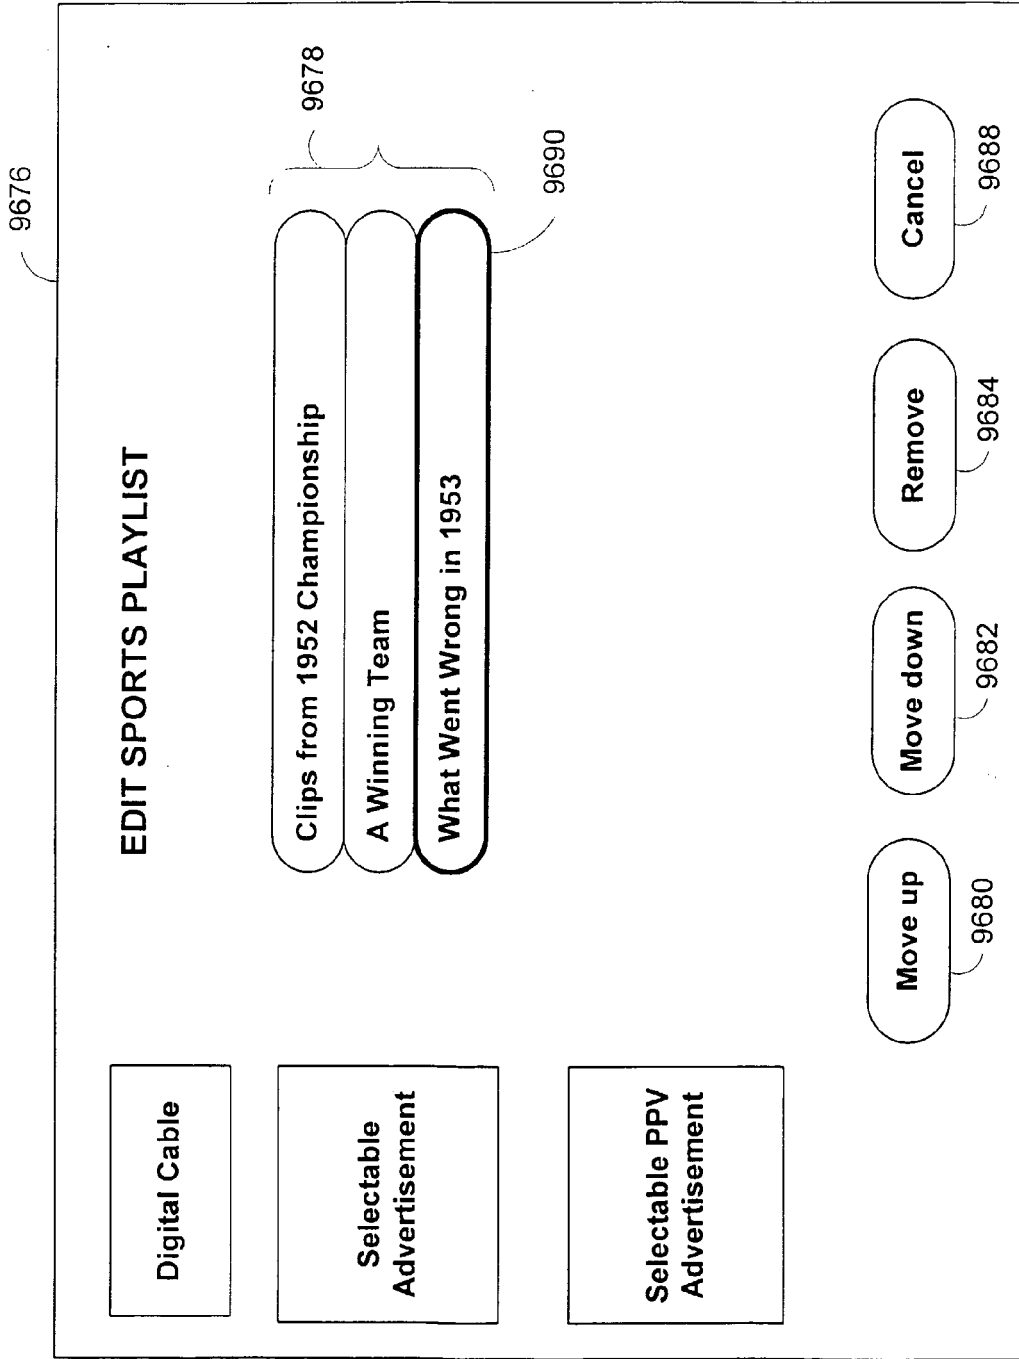 9676
EDIT SPORTS PLAYLIST
Digital Cable
Selectable
Advertisement
Selectable PPV
Advertisement
Clips from 1952 Championship
A Winning Team
What Went Wrong in 1953
9678
9690
Move up
Move down
Remove
Cancel
9680
9682
9684
9688